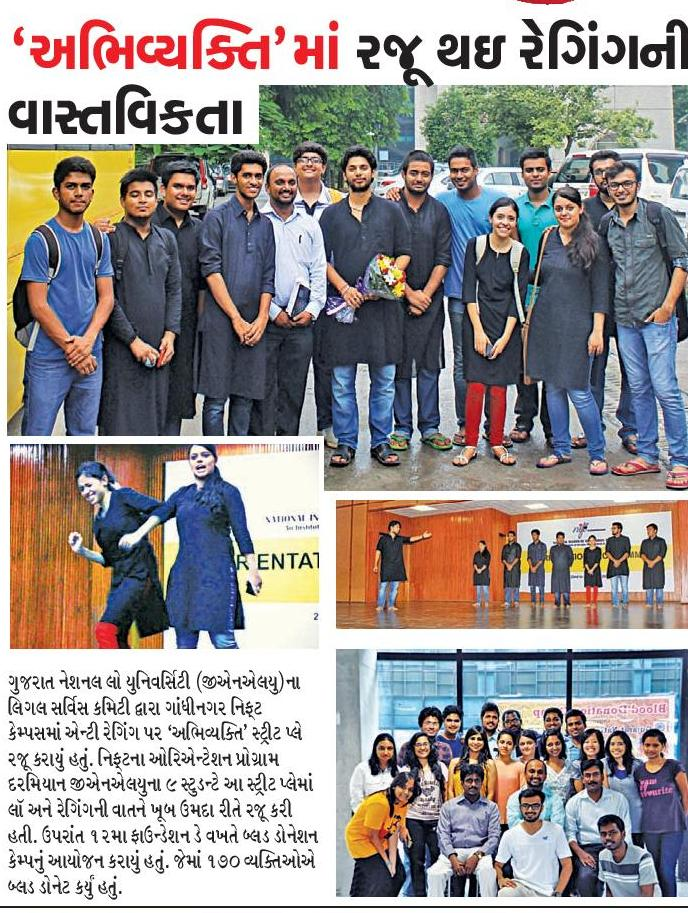 ‘અભિવ્યક્તિ’માં રજૂ થઇ રેગિંગની
વાસ્તવિકતા
NATIONAL IN
RIENTAT
Blood Donation
ગુજરાત નેશનલ લો યુનિવર્સિટી (જીએનએલયુ)ના
લિગલ સર્વિસ કમિટી દ્વારા ગાંધીનગર નિફ્ટ
કેમ્પસમાં એન્ટી રેગિંગ પર ‘અભિવ્યક્તિ’ સ્ટ્રીટ પ્લે
રજૂ કરાયું હતું. નિફ્ટના ઓરિએન્ટેશન પ્રોગ્રામ
દરમિયાન જીએનએલયુના ૯ સ્ટુડન્ટે આ સ્ટ્રીટ પ્લેમાં
લૉ અને રેગિંગની વાતને ખૂબ ઉમદા રીતે રજૂ કરી
હતી. ઉપરાંત ૧૨મા ફાઉન્ડેશન ડે વખતે બ્લડ ડોનેશન
કેમ્પનું આયોજન કરાયું હતું. જેમાં ૧૭૦ વ્યક્તિઓએ
બ્લડ ડોનેટ કર્યું હતું.